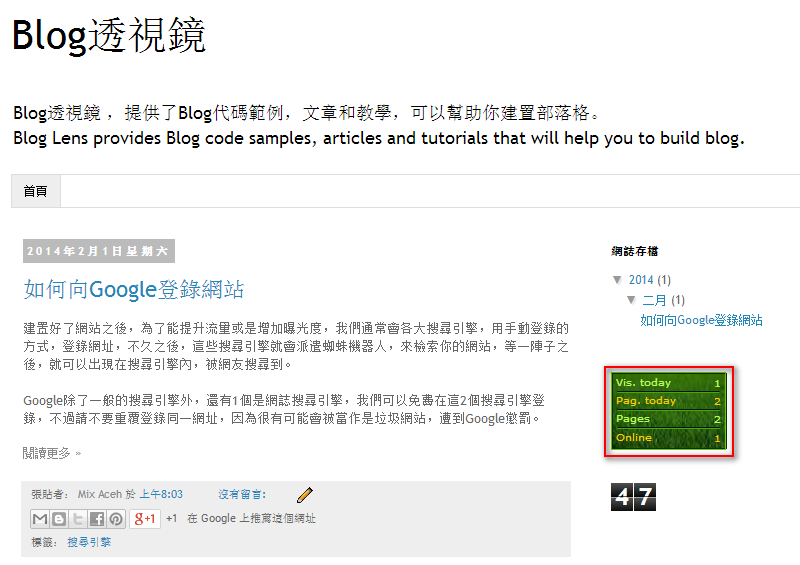 Blog透視鏡
Blog透視鏡 ，提供了Blog代碼範例，文章和教學，可以幫助你建置部落格。
Blog Lens provides Blog code samples, articles and tutorials that will help you to build blog.
首頁
2014年2月1日星期六
如何向Google登錄網站
建置好了網站之後，為了能提升流量或是增加曝光度，我們通常會各大搜尋引擎，用手動登錄的
方式，登錄網址，不久之後，這些搜尋引擎就會派遣蜘蛛機器人，來檢索你的網站，等一陣子之
後，就可以出現在搜尋引擎內，被網友搜尋到。
Google除了一般的搜尋引擎外，還有1個是網誌搜尋引擎，我們可以免費在這2個搜尋引擎登
錄，不過請不要重覆登錄同一網址，因為很有可能會被當作是垃圾網站，遭到Google懲罰。
閱讀更多 »
張貼者： Mix Aceh 於 上午8:03 沒有留言:
g+1 +1 在 Google 上推薦這個網址
標籤： 搜尋引擎
網誌存檔
▼ 2014 (1)
▼ 二月 (1)
如何向Google登錄網站
Vis. today 1
Pag. today 2
Pages 2
Online 1
47